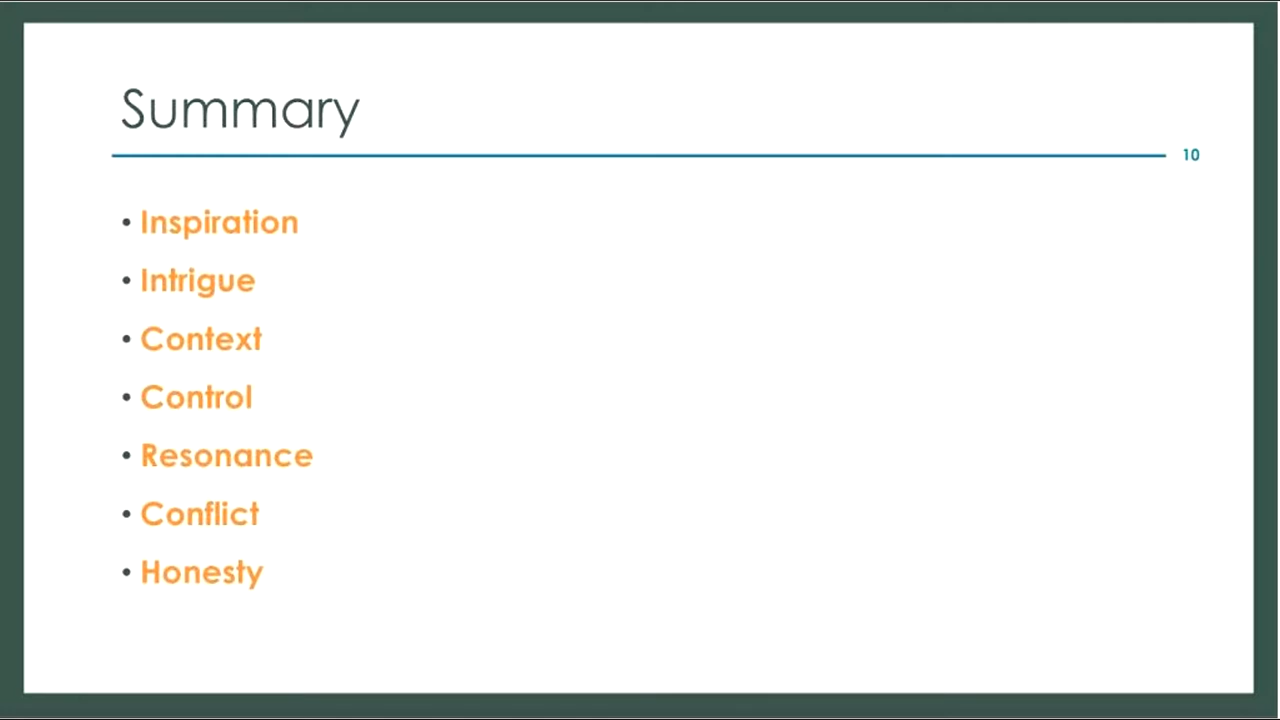 Summary
10
• Inspiration
• Intrigue
• Context
• Control
• Resonance
• Conflict
• Honesty